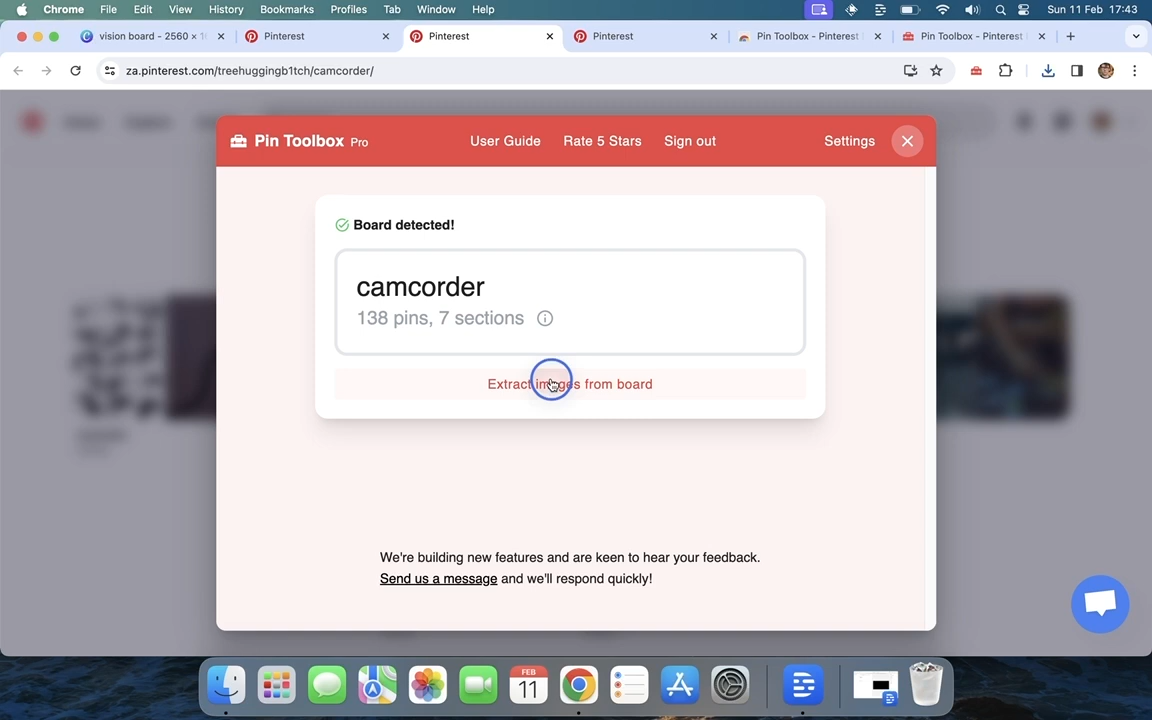 Chrome File Edit View History Bookmarks Profiles Tab Window Help Sun 11 Feb 17:43
vision board - 2560 × Pinterest Pinterest Pinterest Pin Toolbox - Pinterest Pin Toolbox - Pinterest
za.pinterest.com/treehuggingb1tch/camcorder/
Pin Toolbox Pro User Guide Rate 5 Stars Sign out Settings
Board detected!
camcorder
138 pins, 7 sections
Extract images from board
We're building new features and are keen to hear your feedback.
Send us a message and we'll respond quickly!
FEB
11